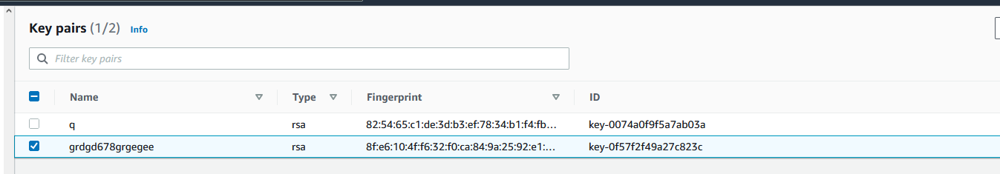 Key pairs (1/2) Info
Filter key pairs
Name Type Fingerprint ID
q rsa 82:54:65:c1:de:3d:b3:ef:78:34:b1:f4:fb... key-0074a0f9f5a7ab03a
grdgd678grgegee rsa 8f:e6:10:4f:f6:32:f0:ca:84:9a:25:92:e1:... key-0f57f2f49a27c823c